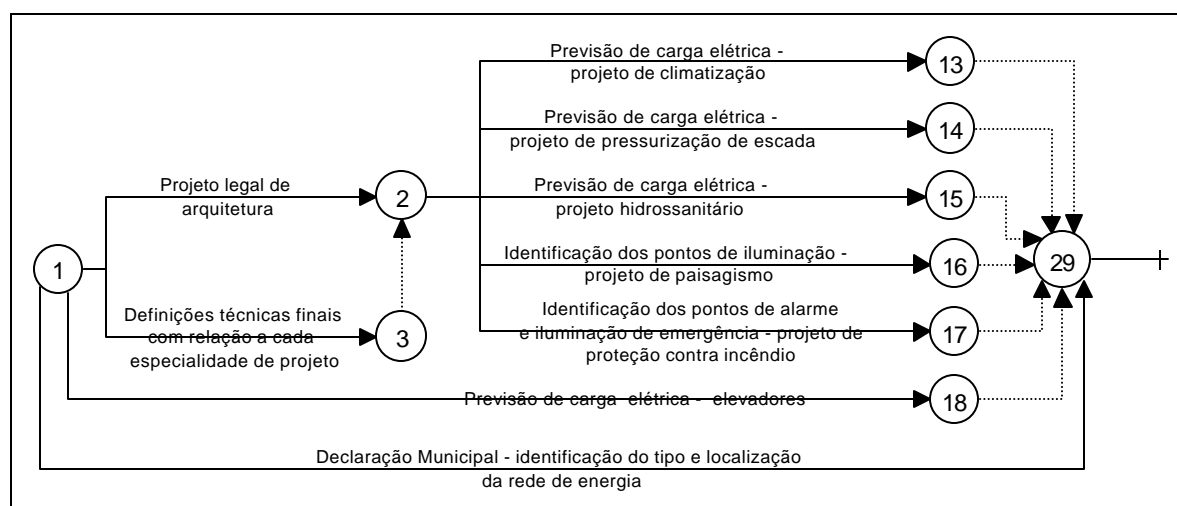 Previsão de carga elétrica -
projeto de climatização
13
Previsão de carga elétrica -
projeto de pressurização de escada
14
Projeto legal de
arquitetura
2
Previsão de carga elétrica -
projeto hidrossanitário
15
1
Identificação dos pontos de iluminação -
projeto de paisagismo
16
29
Definições técnicas finais
com relação a cada
especialidade de projeto
3
Identificação dos pontos de alarme
e iluminação de emergência - projeto de
proteção contra incêndio
17
Previsão de carga elétrica - elevadores
18
Declaração Municipal - identificação do tipo e localização
da rede de energia